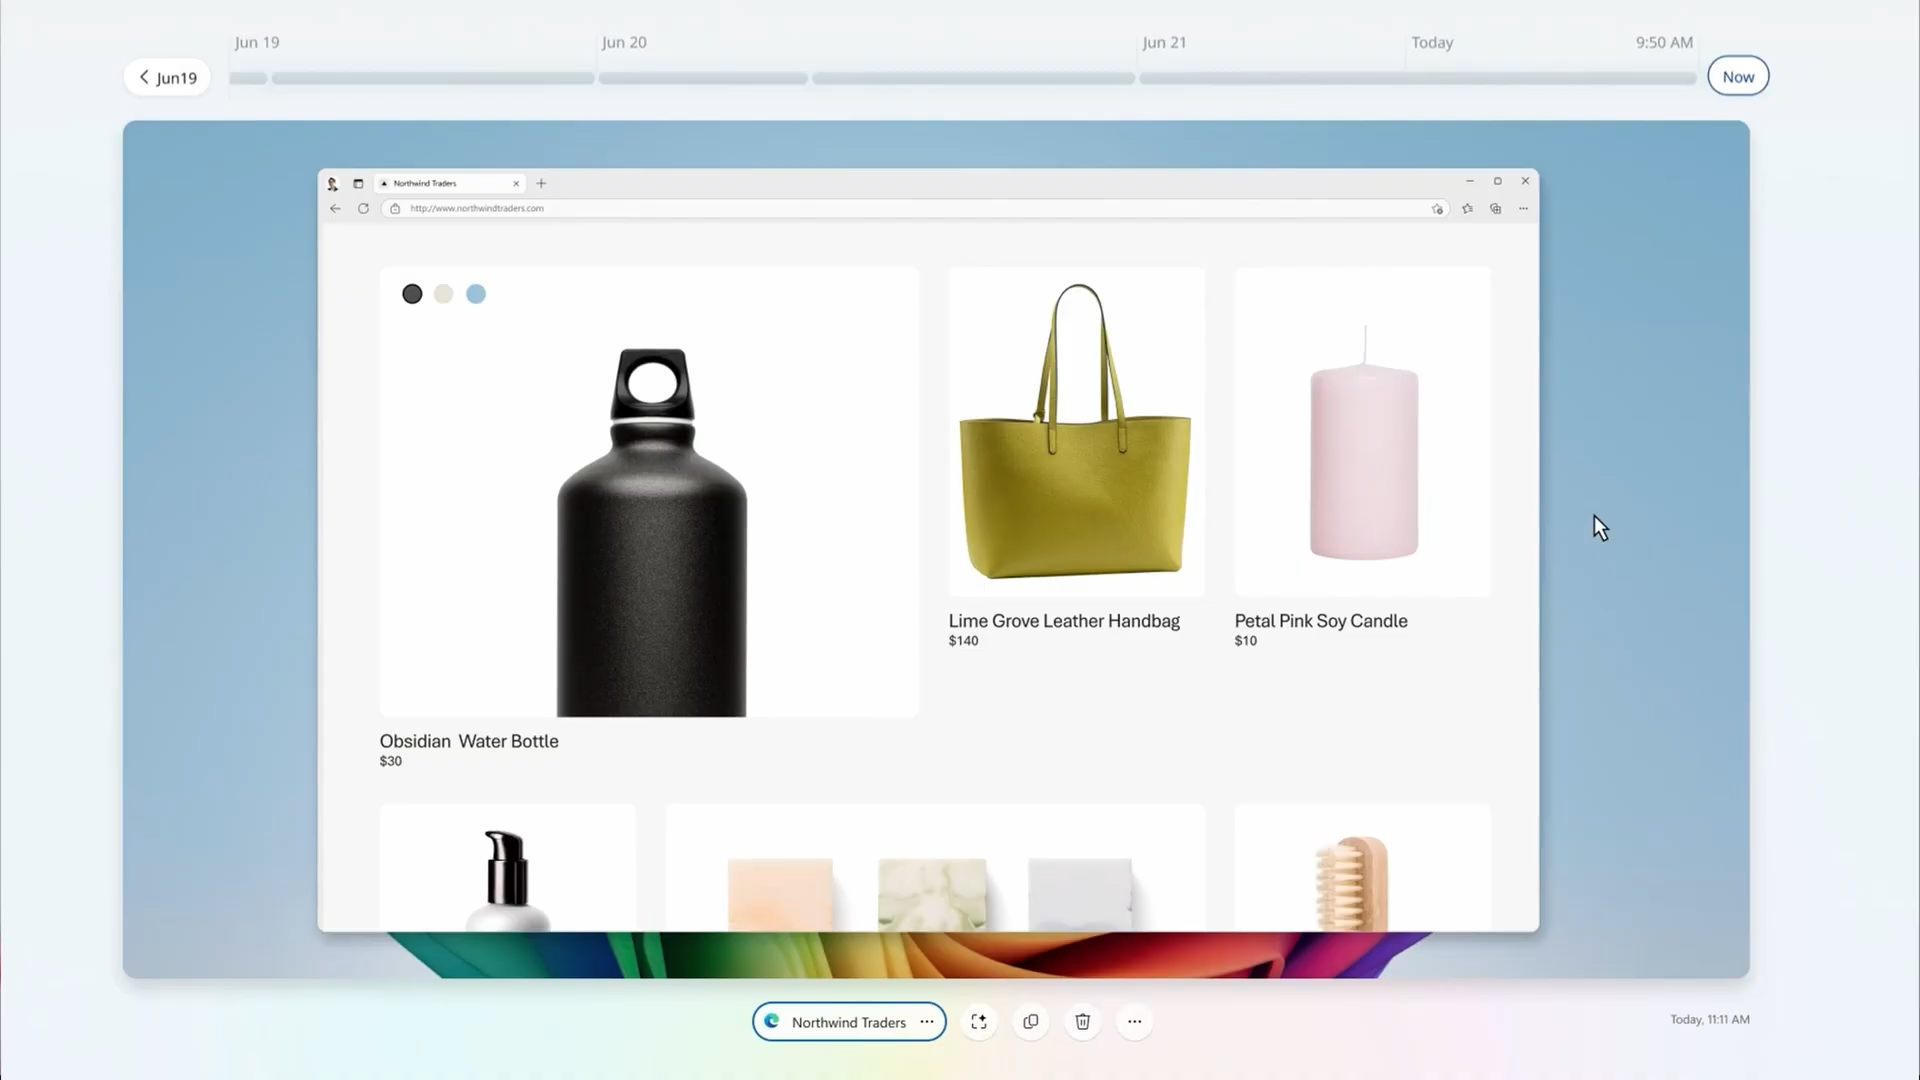 Jun 19
Jun 20
Jun 21
Today
9:50 AM
Jun19
Now
Northwind Traders
http://www.northwindtraders.com
Lime Grove Leather Handbag
$140
Petal Pink Soy Candle
$10
Obsidian Water Bottle
$30
Northwind Traders
Today, 11:11 AM